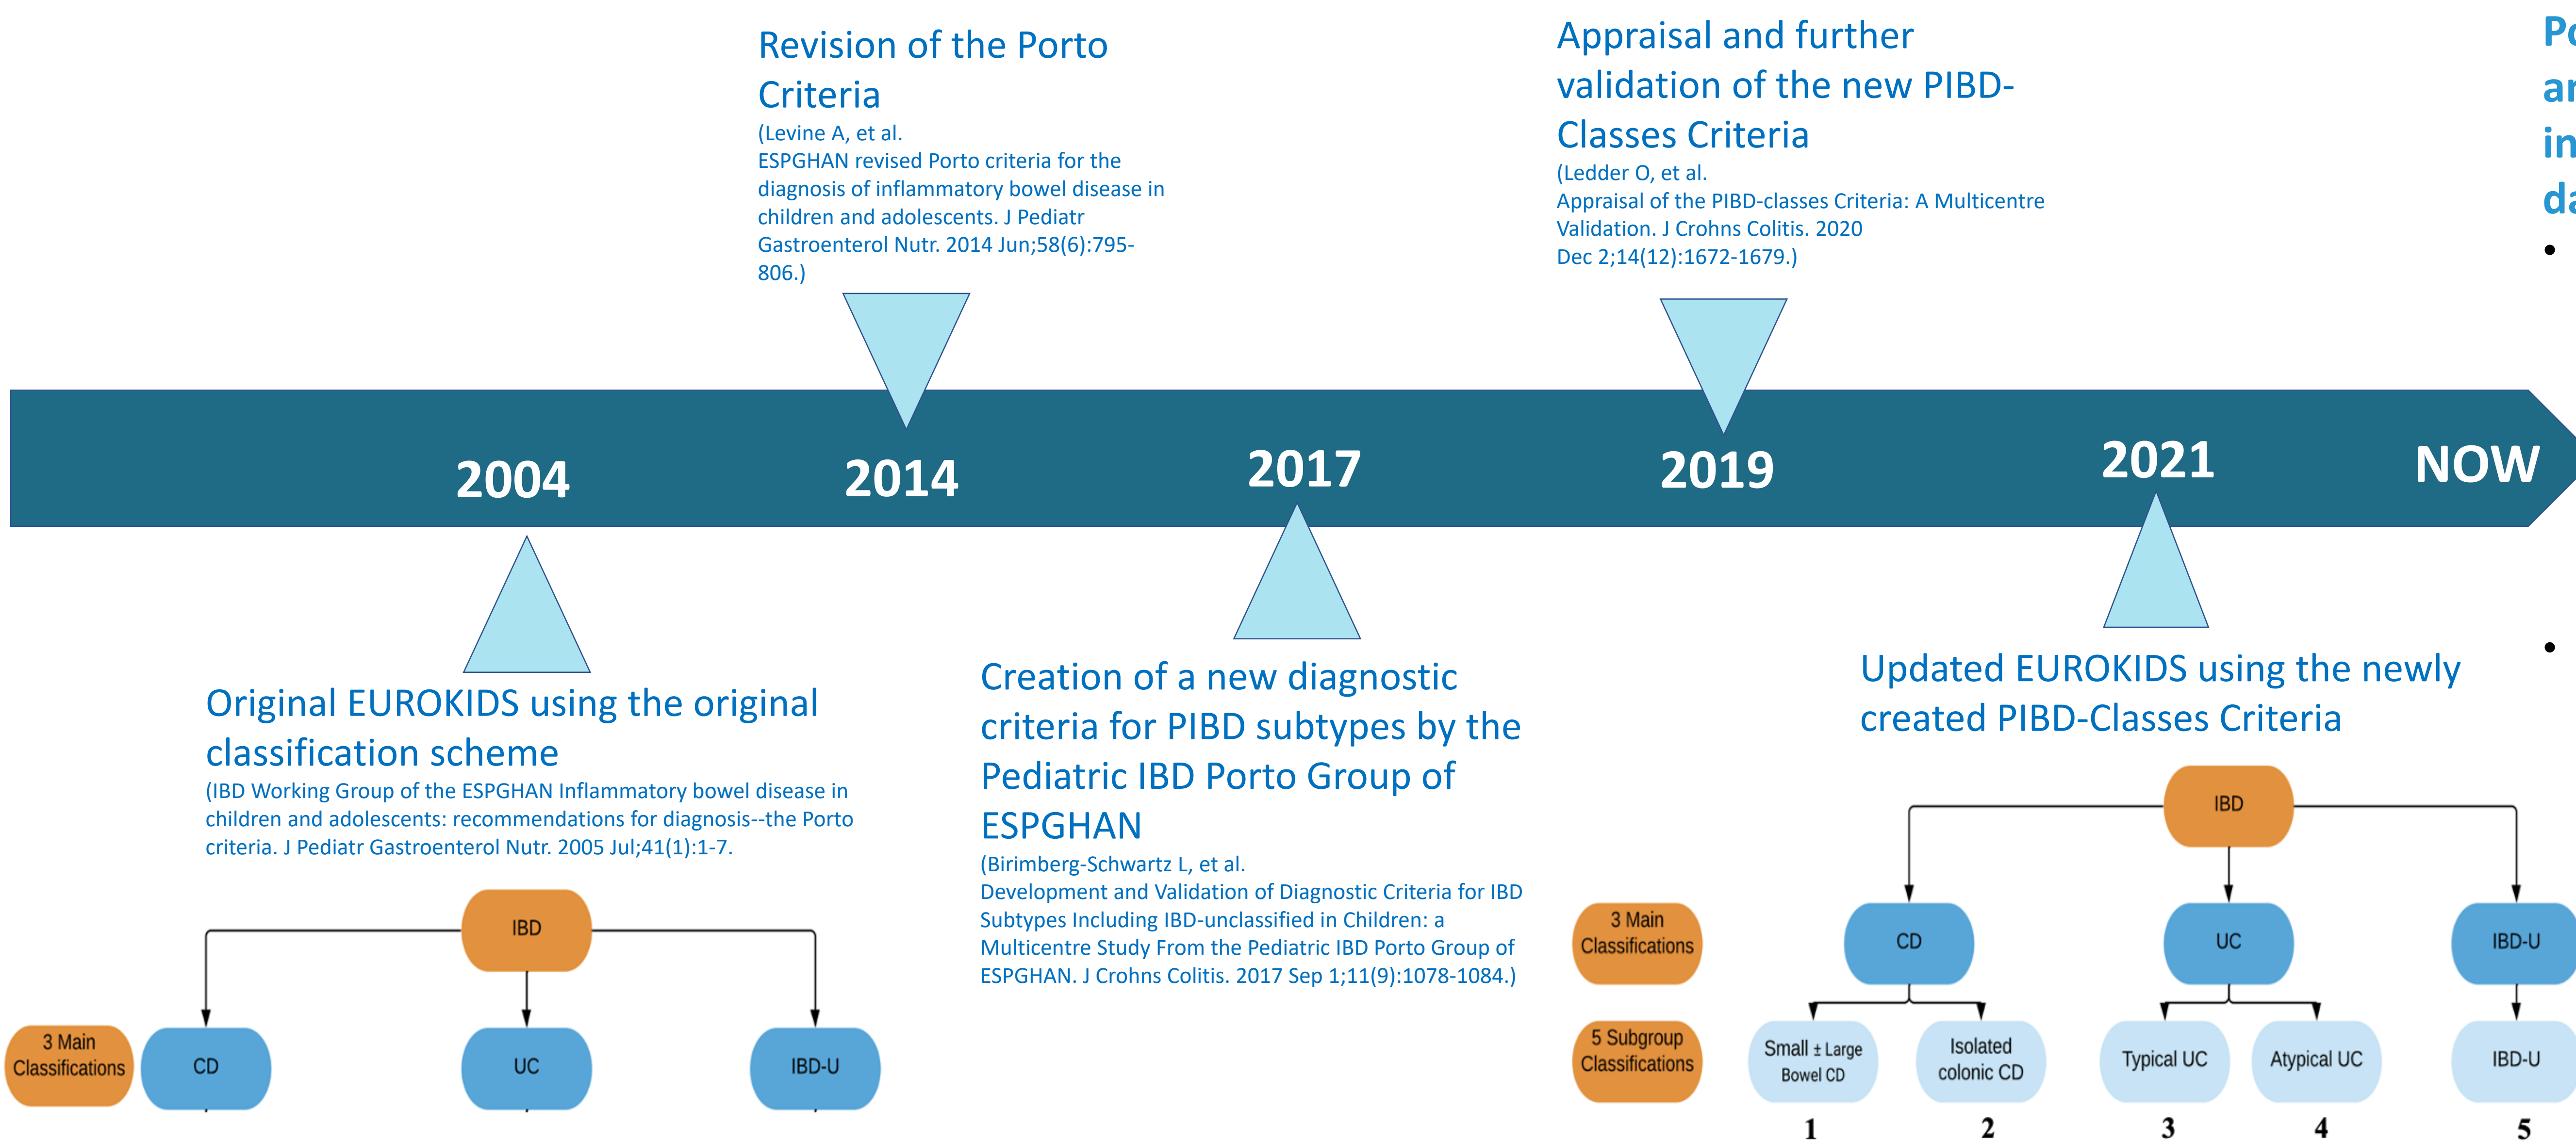 Revision of the Porto
Criteria
(Levine A, et al.
ESPGHAN revised Porto criteria for the
diagnosis of inflammatory bowel disease in
children and adolescents. J Pediatr
Gastroenterol Nutr. 2014 Jun;58(6):795-
806.)
Appraisal and further
validation of the new PIBD-
Classes Criteria
(Ledder O, et al.
Appraisal of the PIBD-classes Criteria: A Multicentre
Validation. J Crohns Colitis. 2020
Dec 2;14(12):1672-1679.)
2004
2014
2017
2019
2021
NOW
Original EUROKIDS using the original
classification scheme
(IBD Working Group of the ESPGHAN Inflammatory bowel disease in
children and adolescents: recommendations for diagnosis--the Porto
criteria. J Pediatr Gastroenterol Nutr. 2005 Jul;41(1):1-7.
IBD
3 Main
Classifications
CD
UC
IBD-U
Creation of a new diagnostic
criteria for PIBD subtypes by the
Pediatric IBD Porto Group of
ESPGHAN
(Birimberg-Schwartz L, et al.
Development and Validation of Diagnostic Criteria for IBD
Subtypes Including IBD-unclassified in Children: a
Multicentre Study From the Pediatric IBD Porto Group of
ESPGHAN. J Crohns Colitis. 2017 Sep 1;11(9):1078-1084.)
Updated EUROKIDS using the newly
created PIBD-Classes Criteria
IBD
3 Main
Classifications
CD
UC
IBD-U
5 Subgroup
Classifications
Small ± Large
Bowel CD
Isolated
colonic CD
Typical UC
Atypical UC
IBD-U
1
2
3
4
5